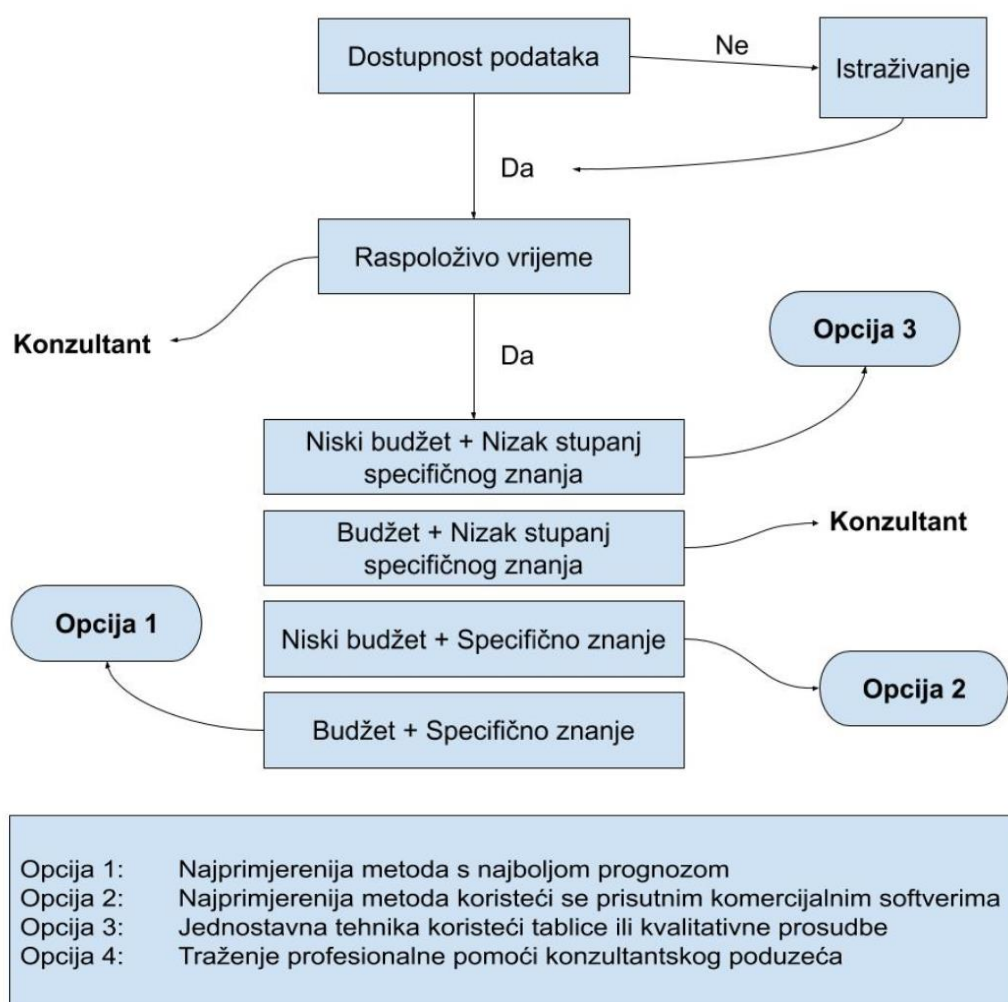 Dostupnost podataka
Ne
Istraživanje
Da
Raspoloživo vrijeme
Konzultant
Da
Opcija 3
Niski budžet + Nizak stupanj
specifičnog znanja
Budžet + Nizak stupanj
specifičnog znanja
Konzultant
Opcija 1
Niski budžet + Specifično znanje
Opcija 2
Budžet + Specifično znanje
Opcija 1: Najprimjerenija metoda s najboljom prognozom
Opcija 2: Najprimjerenija metoda koristeći se prisutnim komercijalnim softverima
Opcija 3: Jednostavna tehnika koristeći tablice ili kvalitativne prosudbe
Opcija 4: Traženje profesionalne pomoći konzultantskog poduzeća